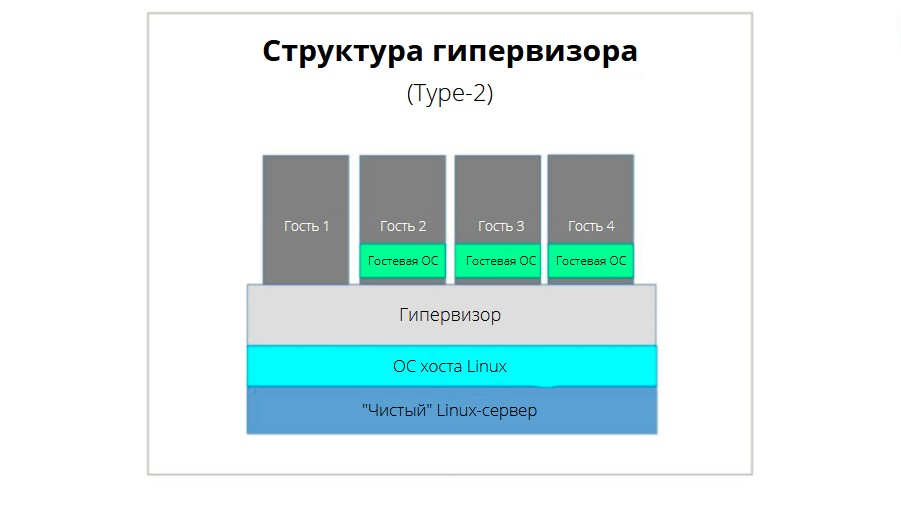 Структура гипервизора
(Type-2)
Гость 1
Гость 2
Гость 3
Гость 4
Гостевая ОС
Гостевая ОС
Гостевая ОС
Гипервизор
ОС хоста Linux
"Чистый" Linux-сервер